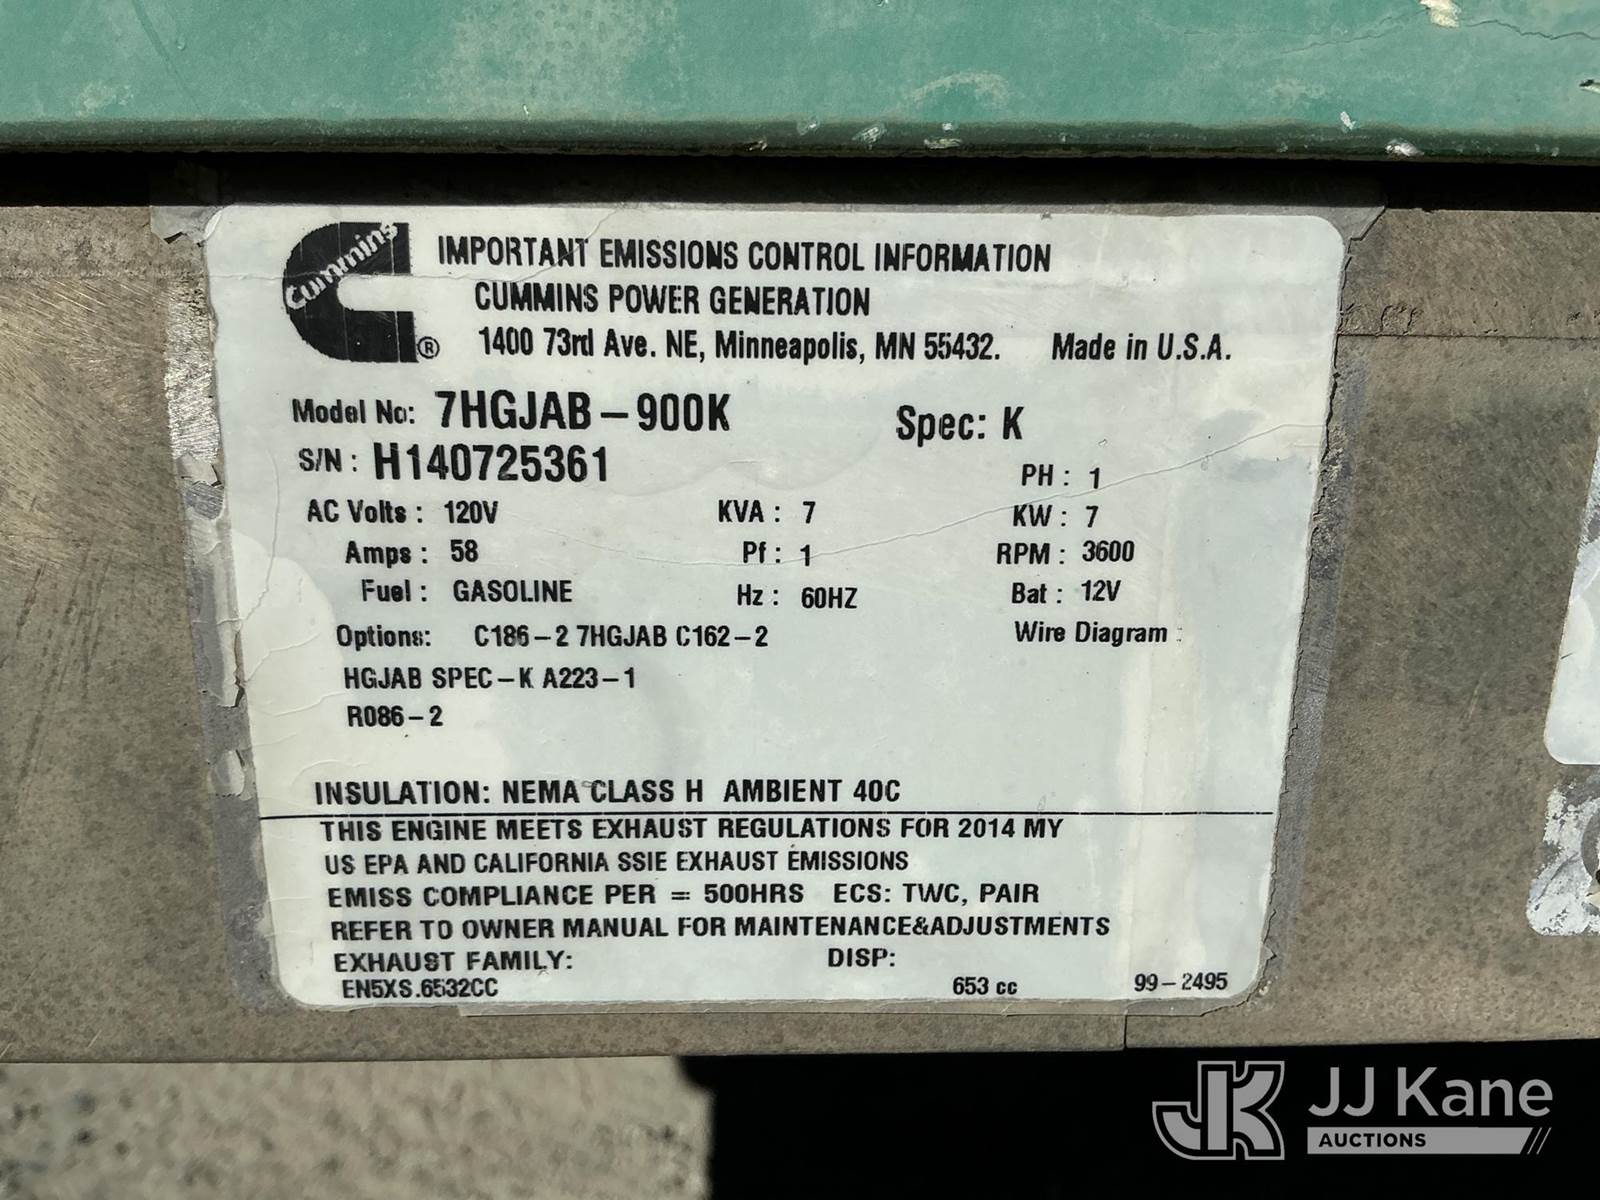 Cummins
®
IMPORTANT EMISSIONS CONTROL INFORMATION
CUMMINS POWER GENERATION
1400 73rd Ave. NE, Minneapolis, MN 55432. Made in U.S.A.
Model No: 7HGJAB-900K Spec: K
S/N: H140725361 PH: 1
AC Volts: 120V KVA: 7 KW: 7
Amps: 58 Pf: 1 RPM: 3600
Fuel: GASOLINE Hz: 60HZ Bat: 12V
Options: C186-2 7HGJAB C162-2 Wire Diagram:
HGJAB SPEC-K A223-1
R086-2
INSULATION: NEMA CLASS H AMBIENT 40C
THIS ENGINE MEETS EXHAUST REGULATIONS FOR 2014 MY
US EPA AND CALIFORNIA SSIE EXHAUST EMISSIONS
EMISS COMPLIANCE PER = 500HRS ECS: TWC, PAIR
REFER TO OWNER MANUAL FOR MAINTENANCE&ADJUSTMENTS
EXHAUST FAMILY: DISP:
EN5XS.6532CC 653 cc 99-2495
JK JJ Kane
AUCTIONS